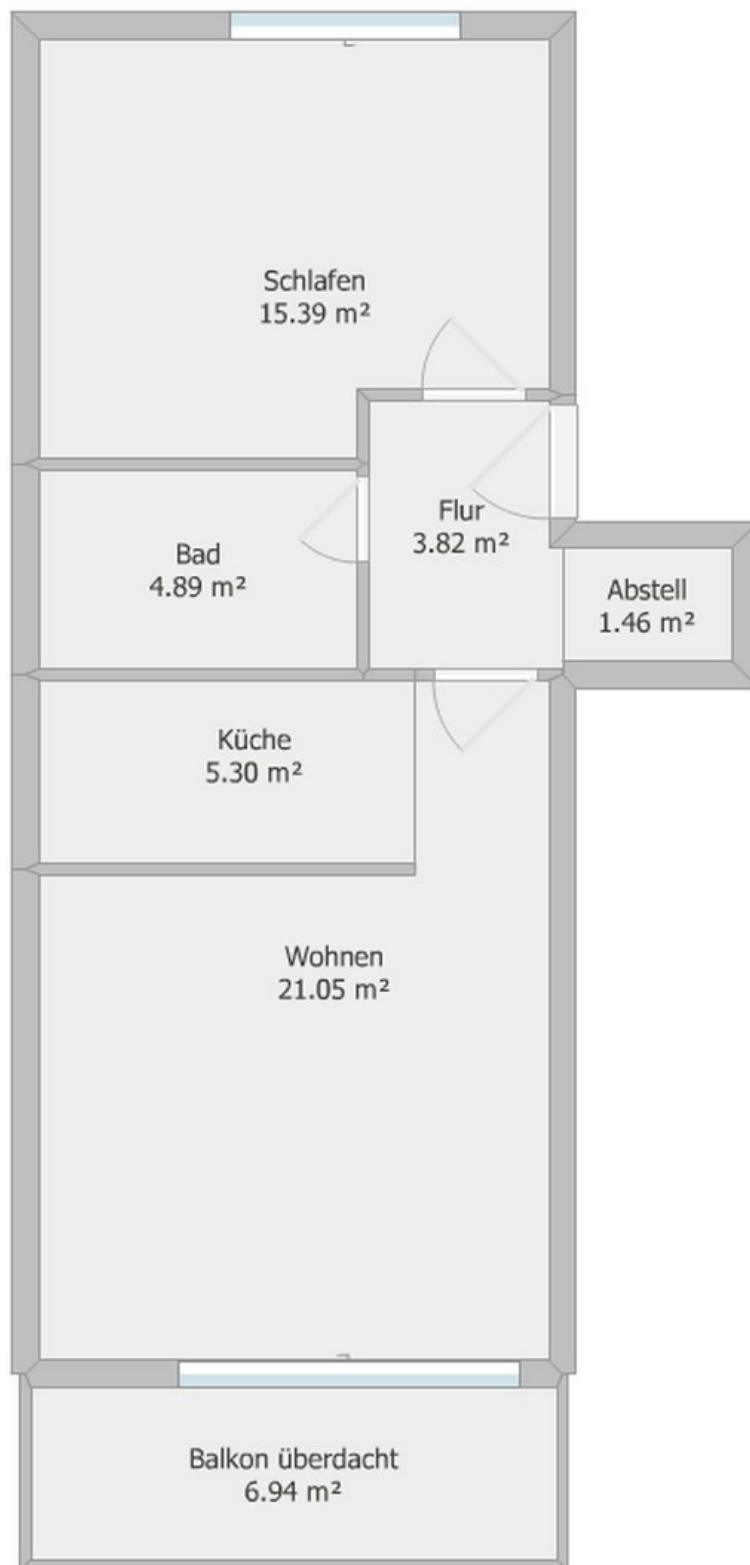 Schlafen
15.39 m²
Flur
3.82 m²
Bad
4.89 m²
Abstell
1.46 m²
Küche
5.30 m²
Wohnen
21.05 m²
Balkon überdacht
6.94 m²